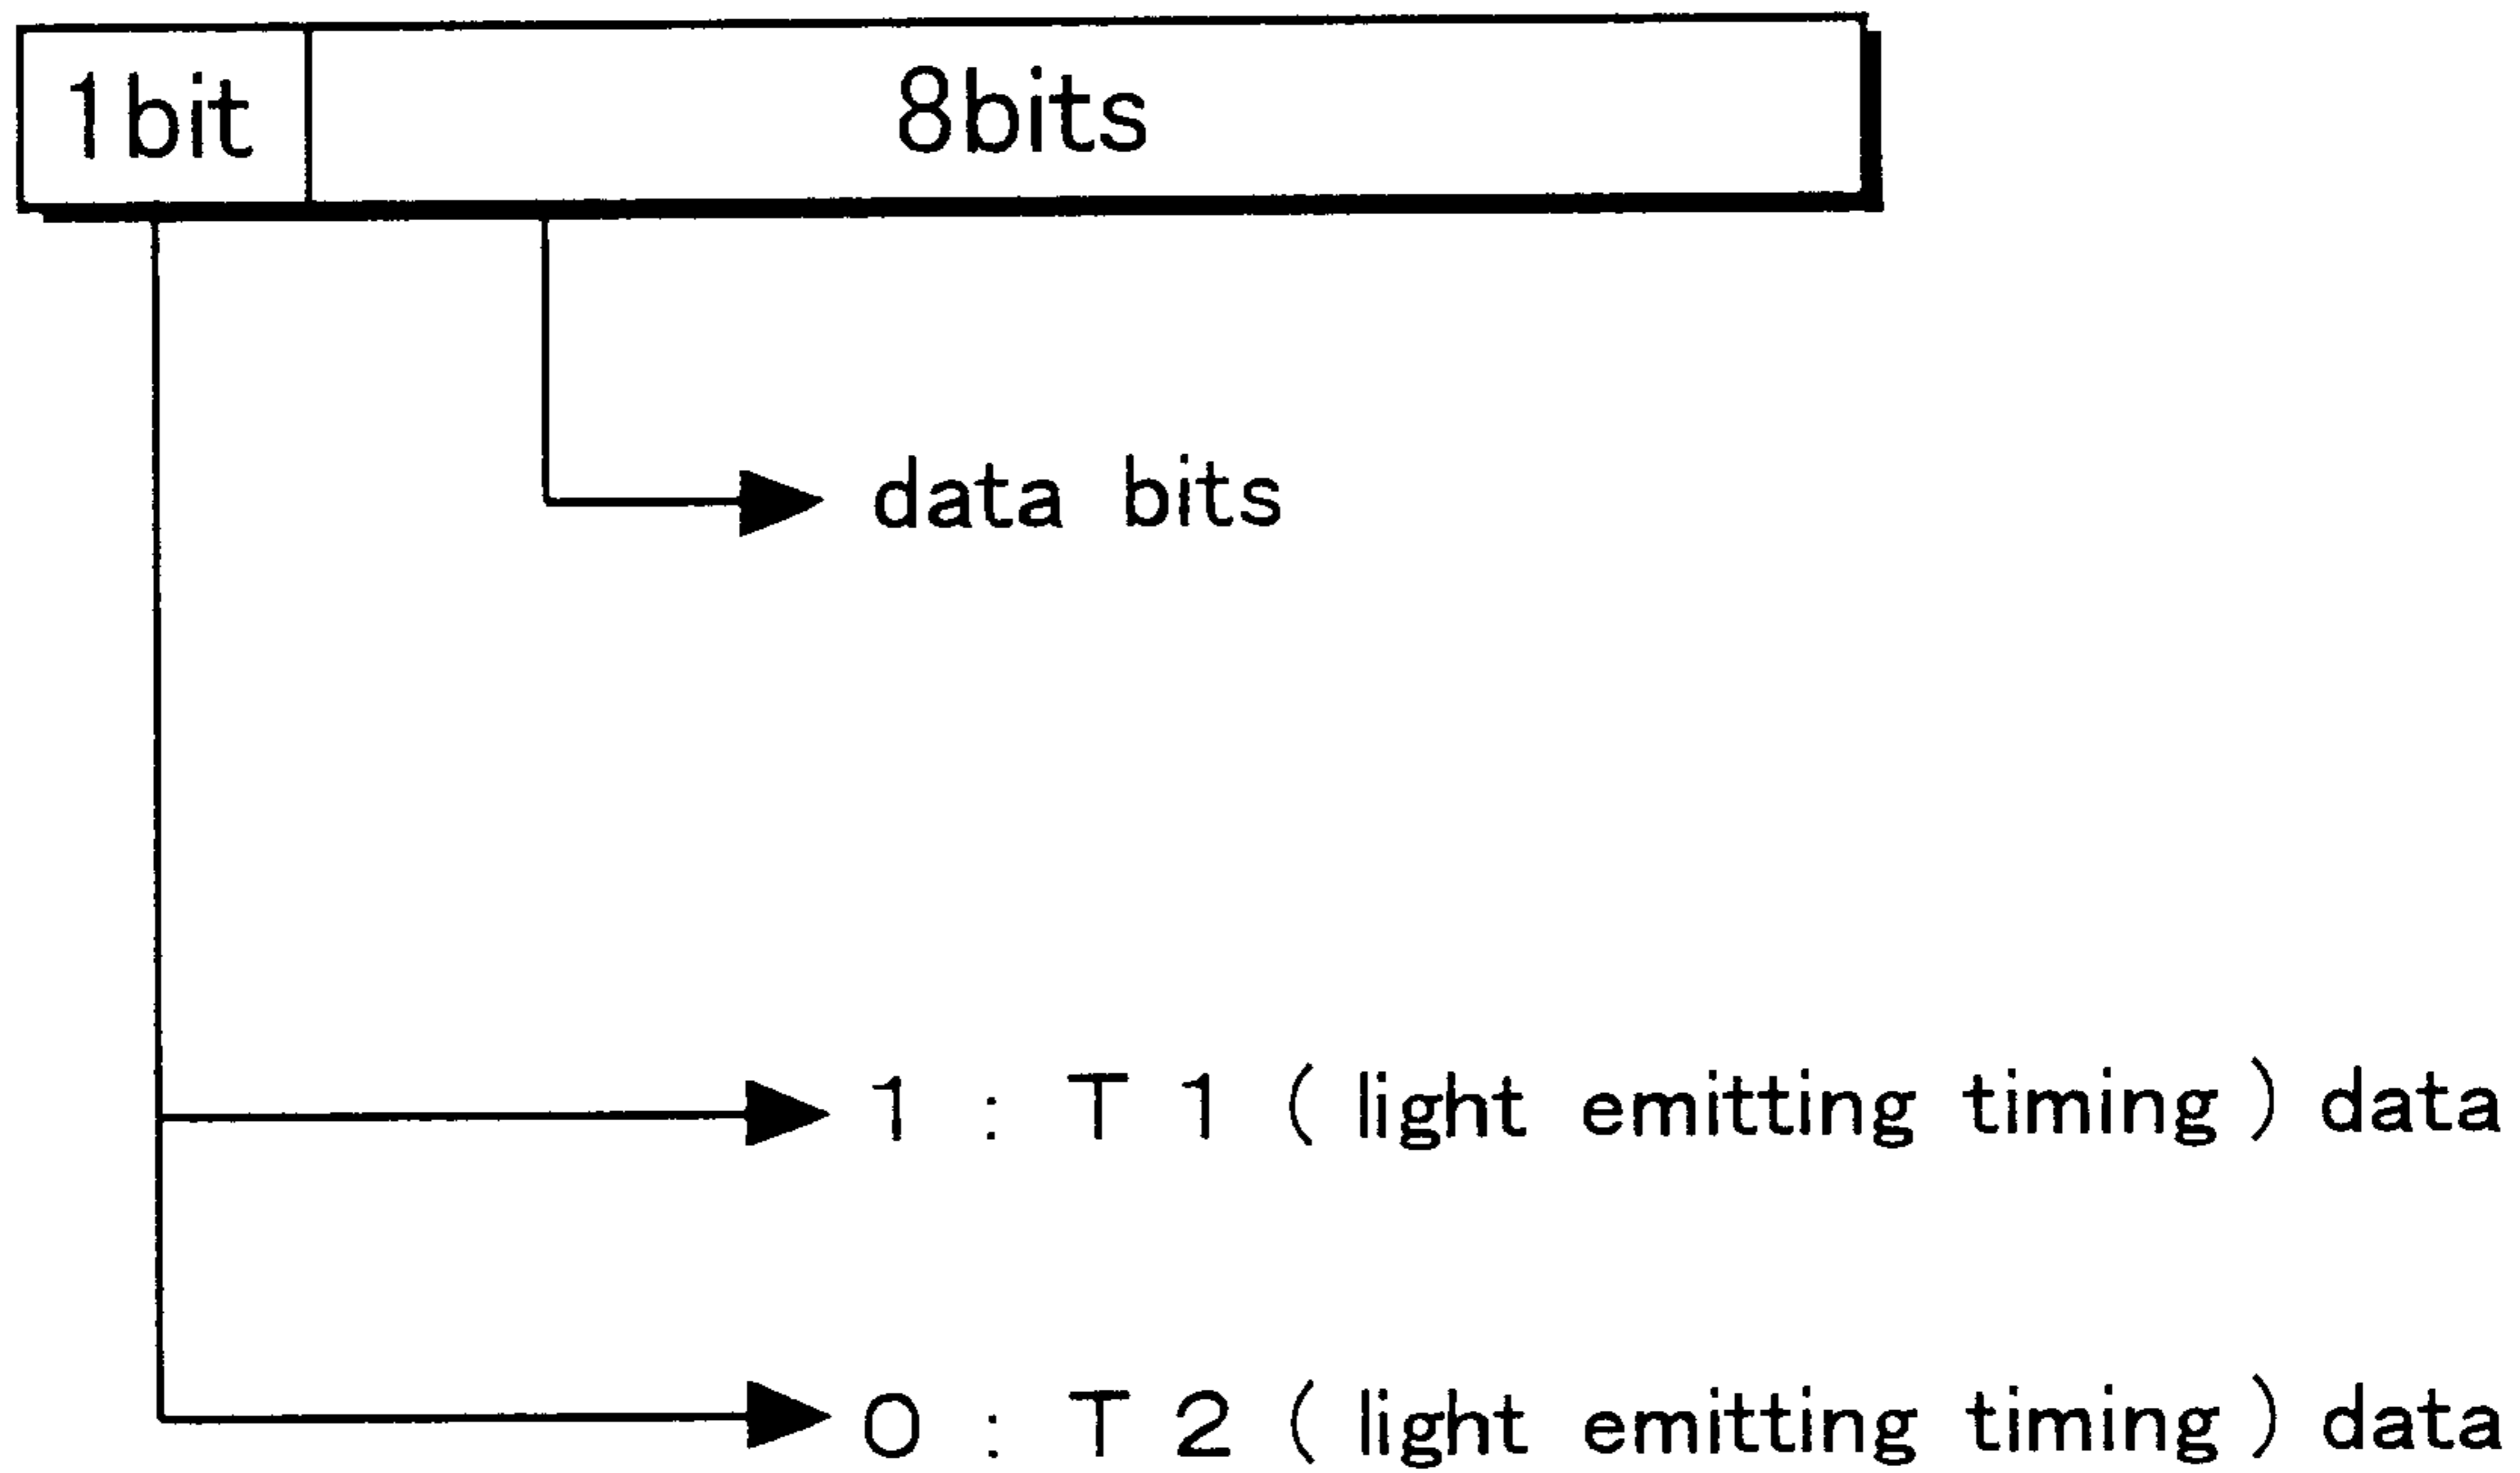 1bit 8bits
data bits
1 : T 1 ( light emitting timing ) data
0 : T 2 ( light emitting timing ) data